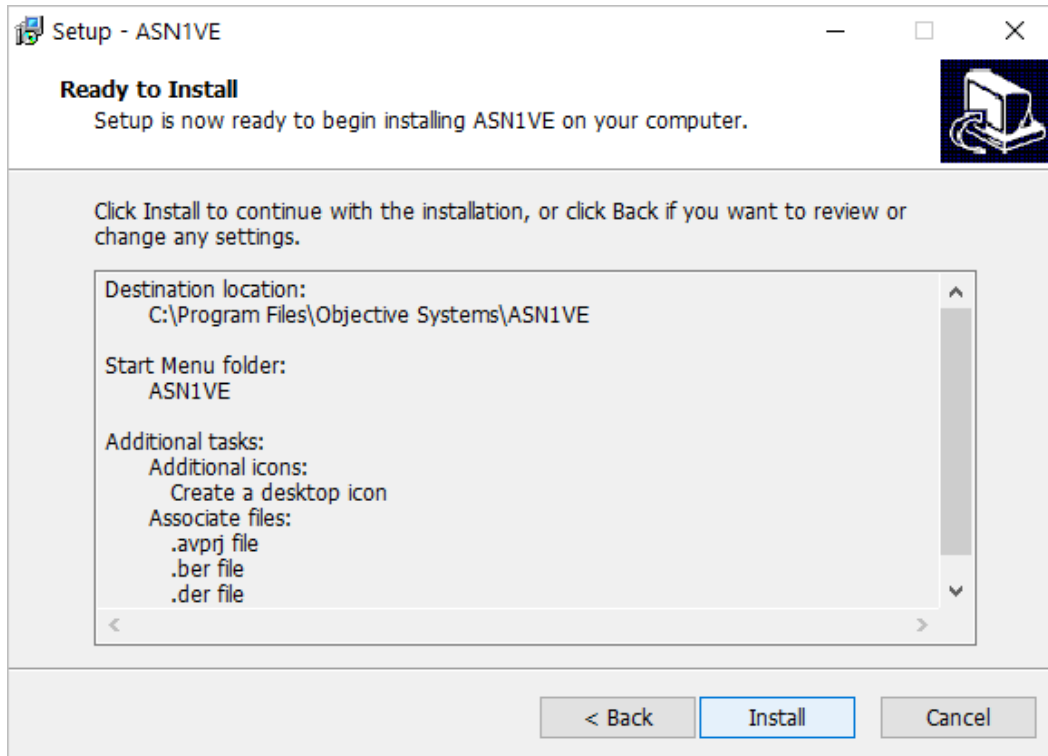 Setup - ASN1VE
Ready to Install
Setup is now ready to begin installing ASN1VE on your computer.
Click Install to continue with the installation, or click Back if you want to review or
change any settings.
Destination location:
C:\Program Files\Objective Systems\ASN1VE
Start Menu folder:
ASN1VE
Additional tasks:
Additional icons:
Create a desktop icon
Associate files:
.avprj file
.ber file
.der file
< Back
Install
Cancel